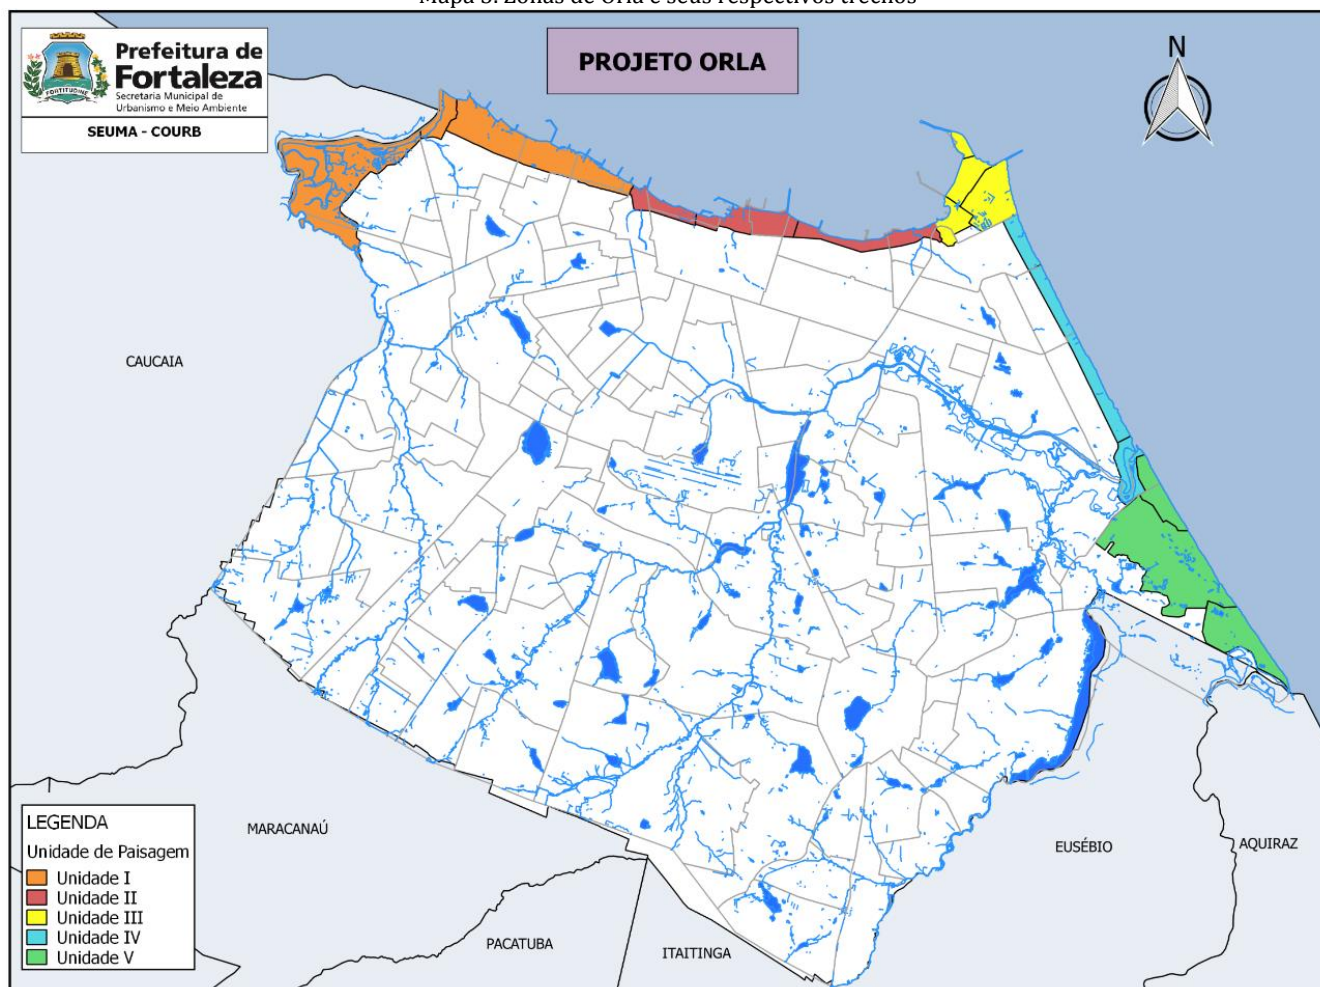 Mapa 3: Zonas de Orla e seus respectivos trechos
Prefeitura de
Fortaleza
Secretaria Municipal de
Urbanismo e Meio Ambiente
FORTITUDINE
SEUMA - COURB
PROJETO ORLA
N
CAUCAIA
MARACANAÚ
PACATUBA
ITAITINGA
EUSÉBIO
AQUIRAZ
LEGENDA
Unidade de Paisagem
Unidade I
Unidade II
Unidade III
Unidade IV
Unidade V